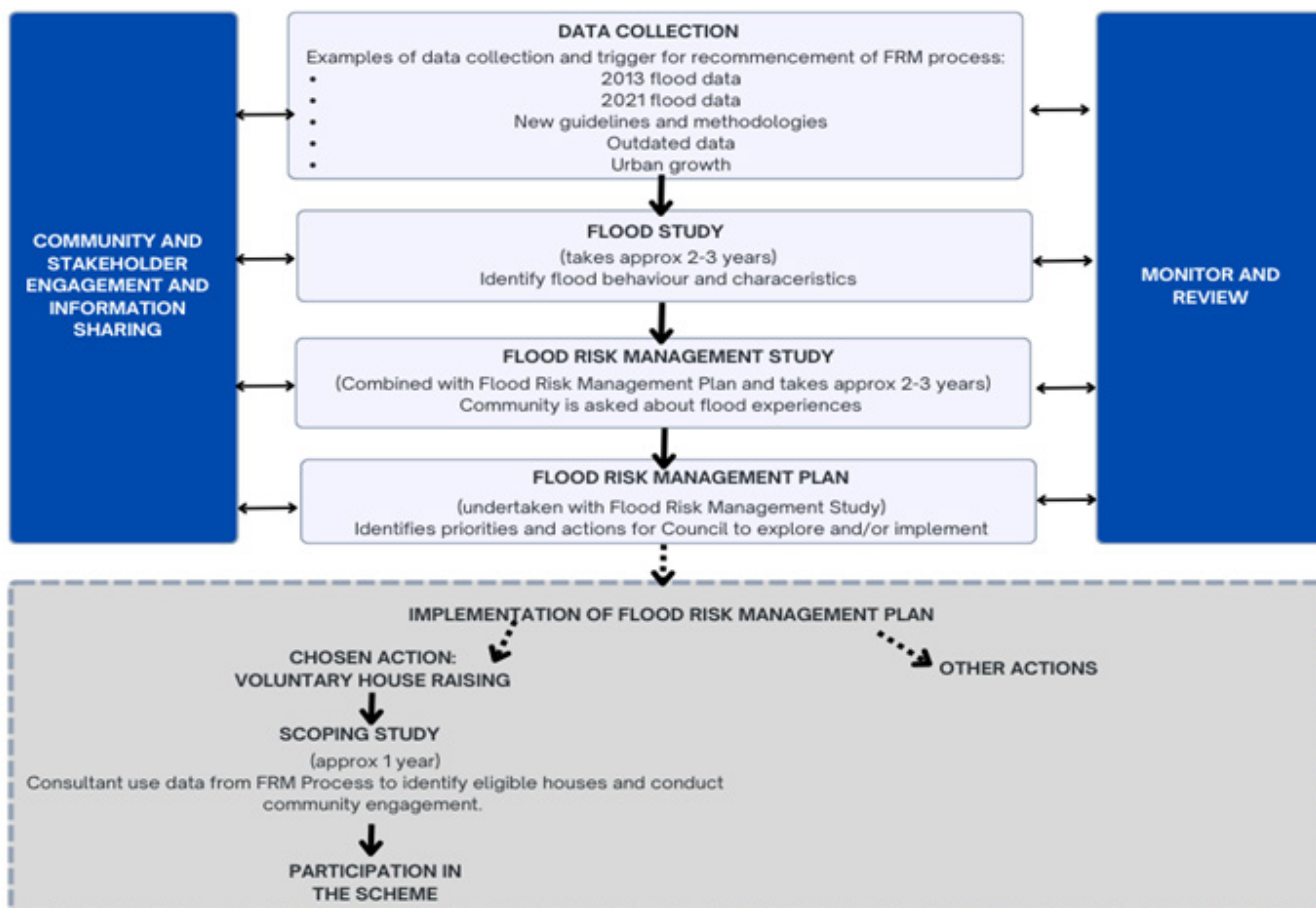 DATA COLLECTION
Examples of data collection and trigger for recommencement of FRM process:
• 2013 flood data
• 2021 flood data
• New guidelines and methodologies
• Outdated data
• Urban growth
COMMUNITY AND
STAKEHOLDER
ENGAGEMENT AND
INFORMATION
SHARING
FLOOD STUDY
(takes approx 2-3 years)
Identify flood behaviour and characeristics
MONITOR AND
REVIEW
FLOOD RISK MANAGEMENT STUDY
(Combined with Flood Risk Management Plan and takes approx 2-3 years)
Community is asked about flood experiences
FLOOD RISK MANAGEMENT PLAN
(undertaken with Flood Risk Management Study)
Identifies priorities and actions for Council to explore and/or implement
IMPLEMENTATION OF FLOOD RISK MANAGEMENT PLAN
CHOSEN ACTION:
VOLUNTARY HOUSE RAISING
OTHER ACTIONS
SCOPING STUDY
(approx 1 year)
Consultant use data from FRM Process to identify eligible houses and conduct
community engagement.
PARTICIPATION IN
THE SCHEME